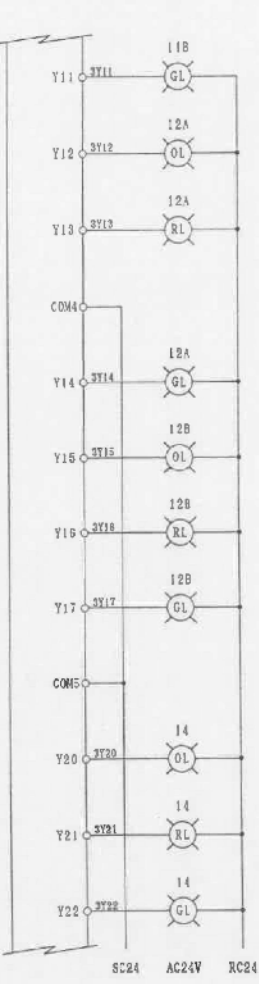 11B
Y11 3Y11 GL
12A
Y12 3Y12 OL
12A
Y13 3Y13 RL
COM4
12A
Y14 3Y14 GL
12B
Y15 3Y15 OL
12B
Y16 3Y16 RL
12B
Y17 3Y17 GL
COM5
14
Y20 3Y20 OL
14
Y21 3Y21 RL
14
Y22 3Y22 GL
SC24 AC24V RC24